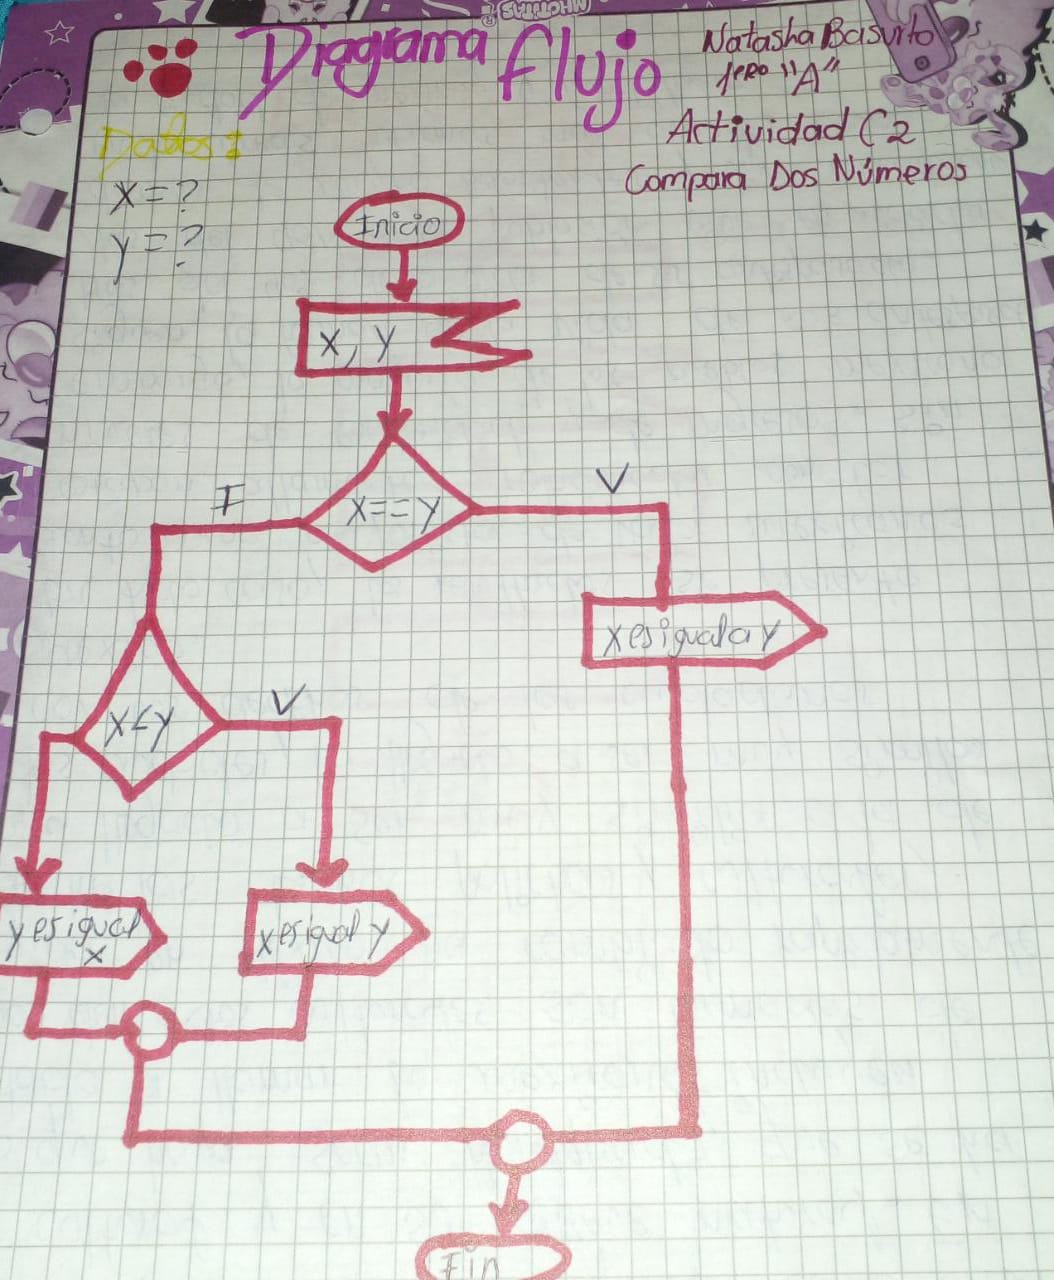 Diagrama flujo
Natasha Basurto
1ERO "A"
Actividad C2
Compara Dos Números
Datos:
x = ?
y = ?
Inicio
x, y
x==y
F
V
x es igual a y
x<y
V
y es igual
x
x es igual y
Fin